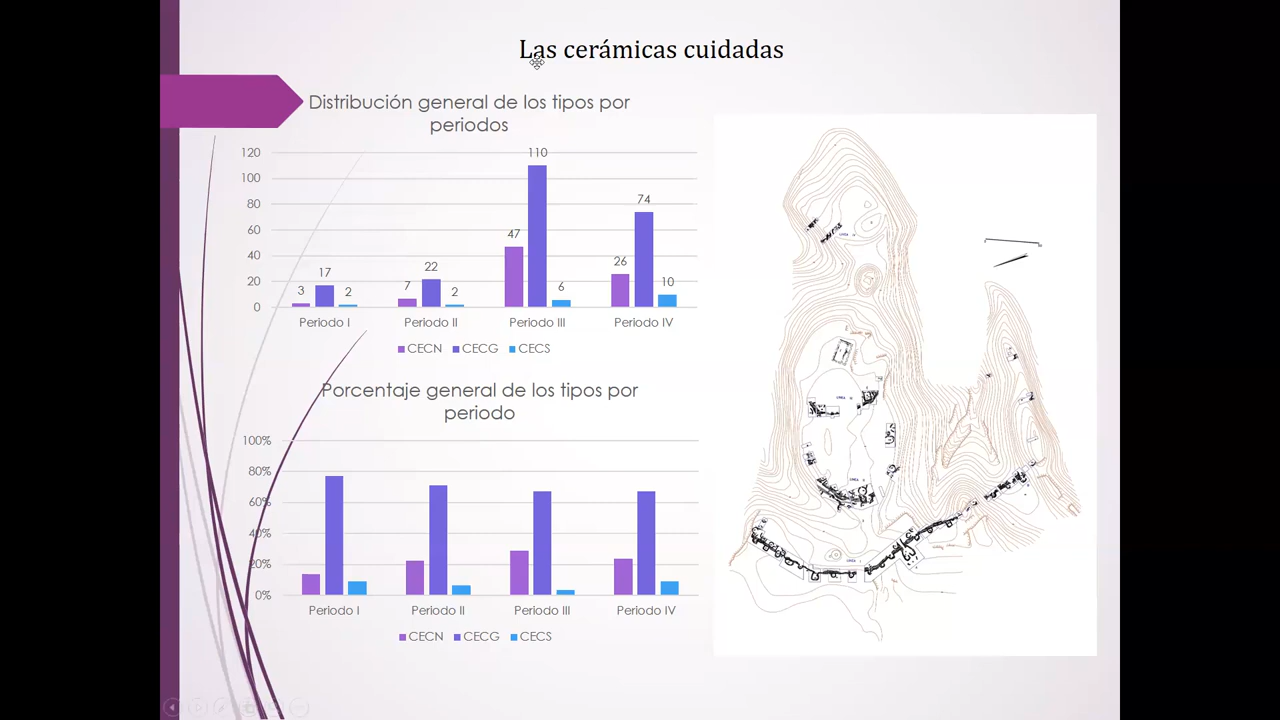 Las cerámicas cuidadas
Distribución general de los tipos por
periodos
120
100
80
60
40
20
0
3
17
2
7
22
2
47
110
6
26
74
10
Periodo I
Periodo II
Periodo III
Periodo IV
CECN
CECG
CECS
Porcentaje general de los tipos por
periodo
100%
80%
60%
40%
20%
0%
Periodo I
Periodo II
Periodo III
Periodo IV
CECN
CECG
CECS